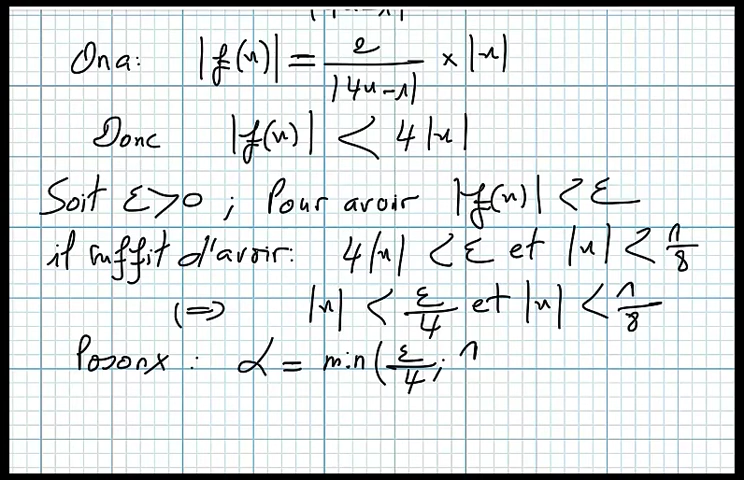 On a: |f(x)| = 2/|4x-1| × |x|
Donc |f(x)| < 4|x|
Soit ε>0 ; Pour avoir |f(x)| < ε
il suffit d'avoir: 4|x| < ε et |x| < 1/8
(=> |x| < ε/4 et |x| < 1/8
Posons : α = min(ε/4; 1